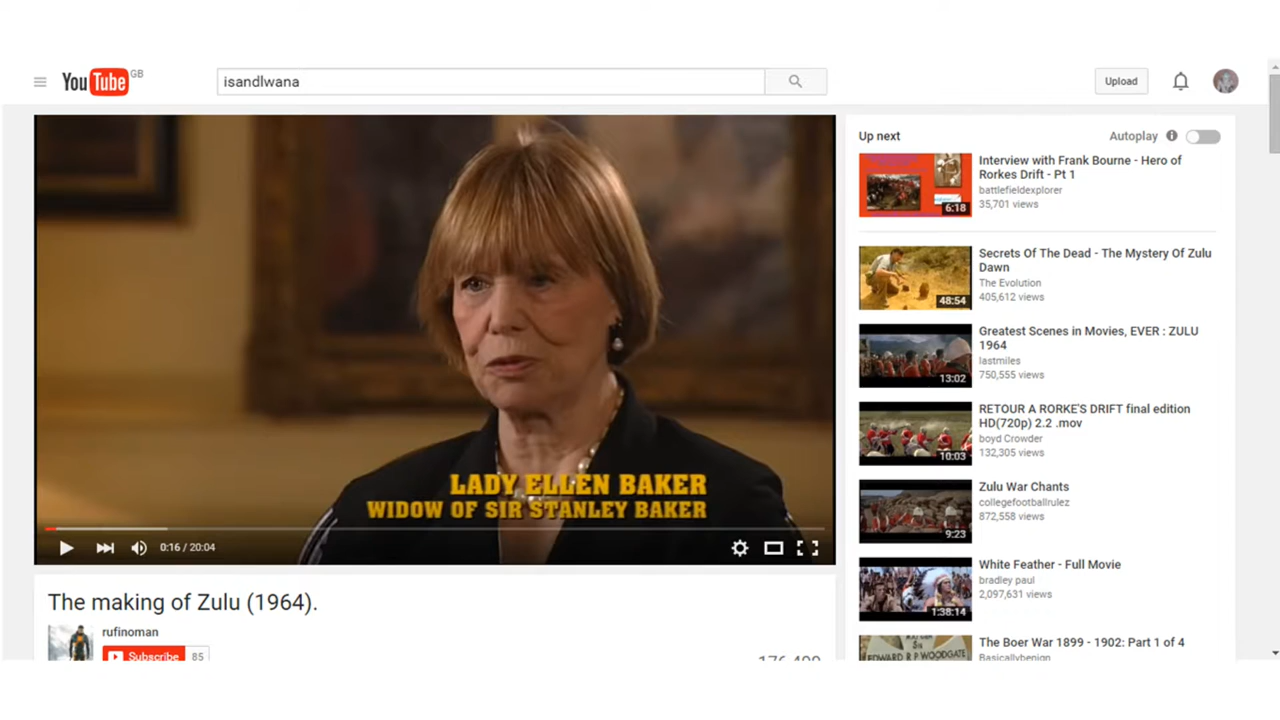 YouTube GB
isandlwana
Upload
LADY ELLEN BAKER
WIDOW OF SIR STANLEY BAKER
0:16 / 20:04
The making of Zulu (1964).
rufinoman
Subscribe 85
176,499
Up next
Autoplay
Interview with Frank Bourne - Hero of
Rorkes Drift - Pt 1
battlefieldexplorer
35,701 views
6:18
Secrets Of The Dead - The Mystery Of Zulu
Dawn
The Evolution
405,612 views
48:54
Greatest Scenes in Movies, EVER : ZULU
1964
lastmiles
750,555 views
13:02
RETOUR A RORKE'S DRIFT final edition
HD(720p) 2.2 .mov
boyd Crowder
132,305 views
10:03
Zulu War Chants
collegefootballrulez
872,558 views
9:23
White Feather - Full Movie
bradley paul
2,097,631 views
1:38:14
The Boer War 1899 - 1902: Part 1 of 4
Basicallybenign
EDWARD R.P. WOODGATE